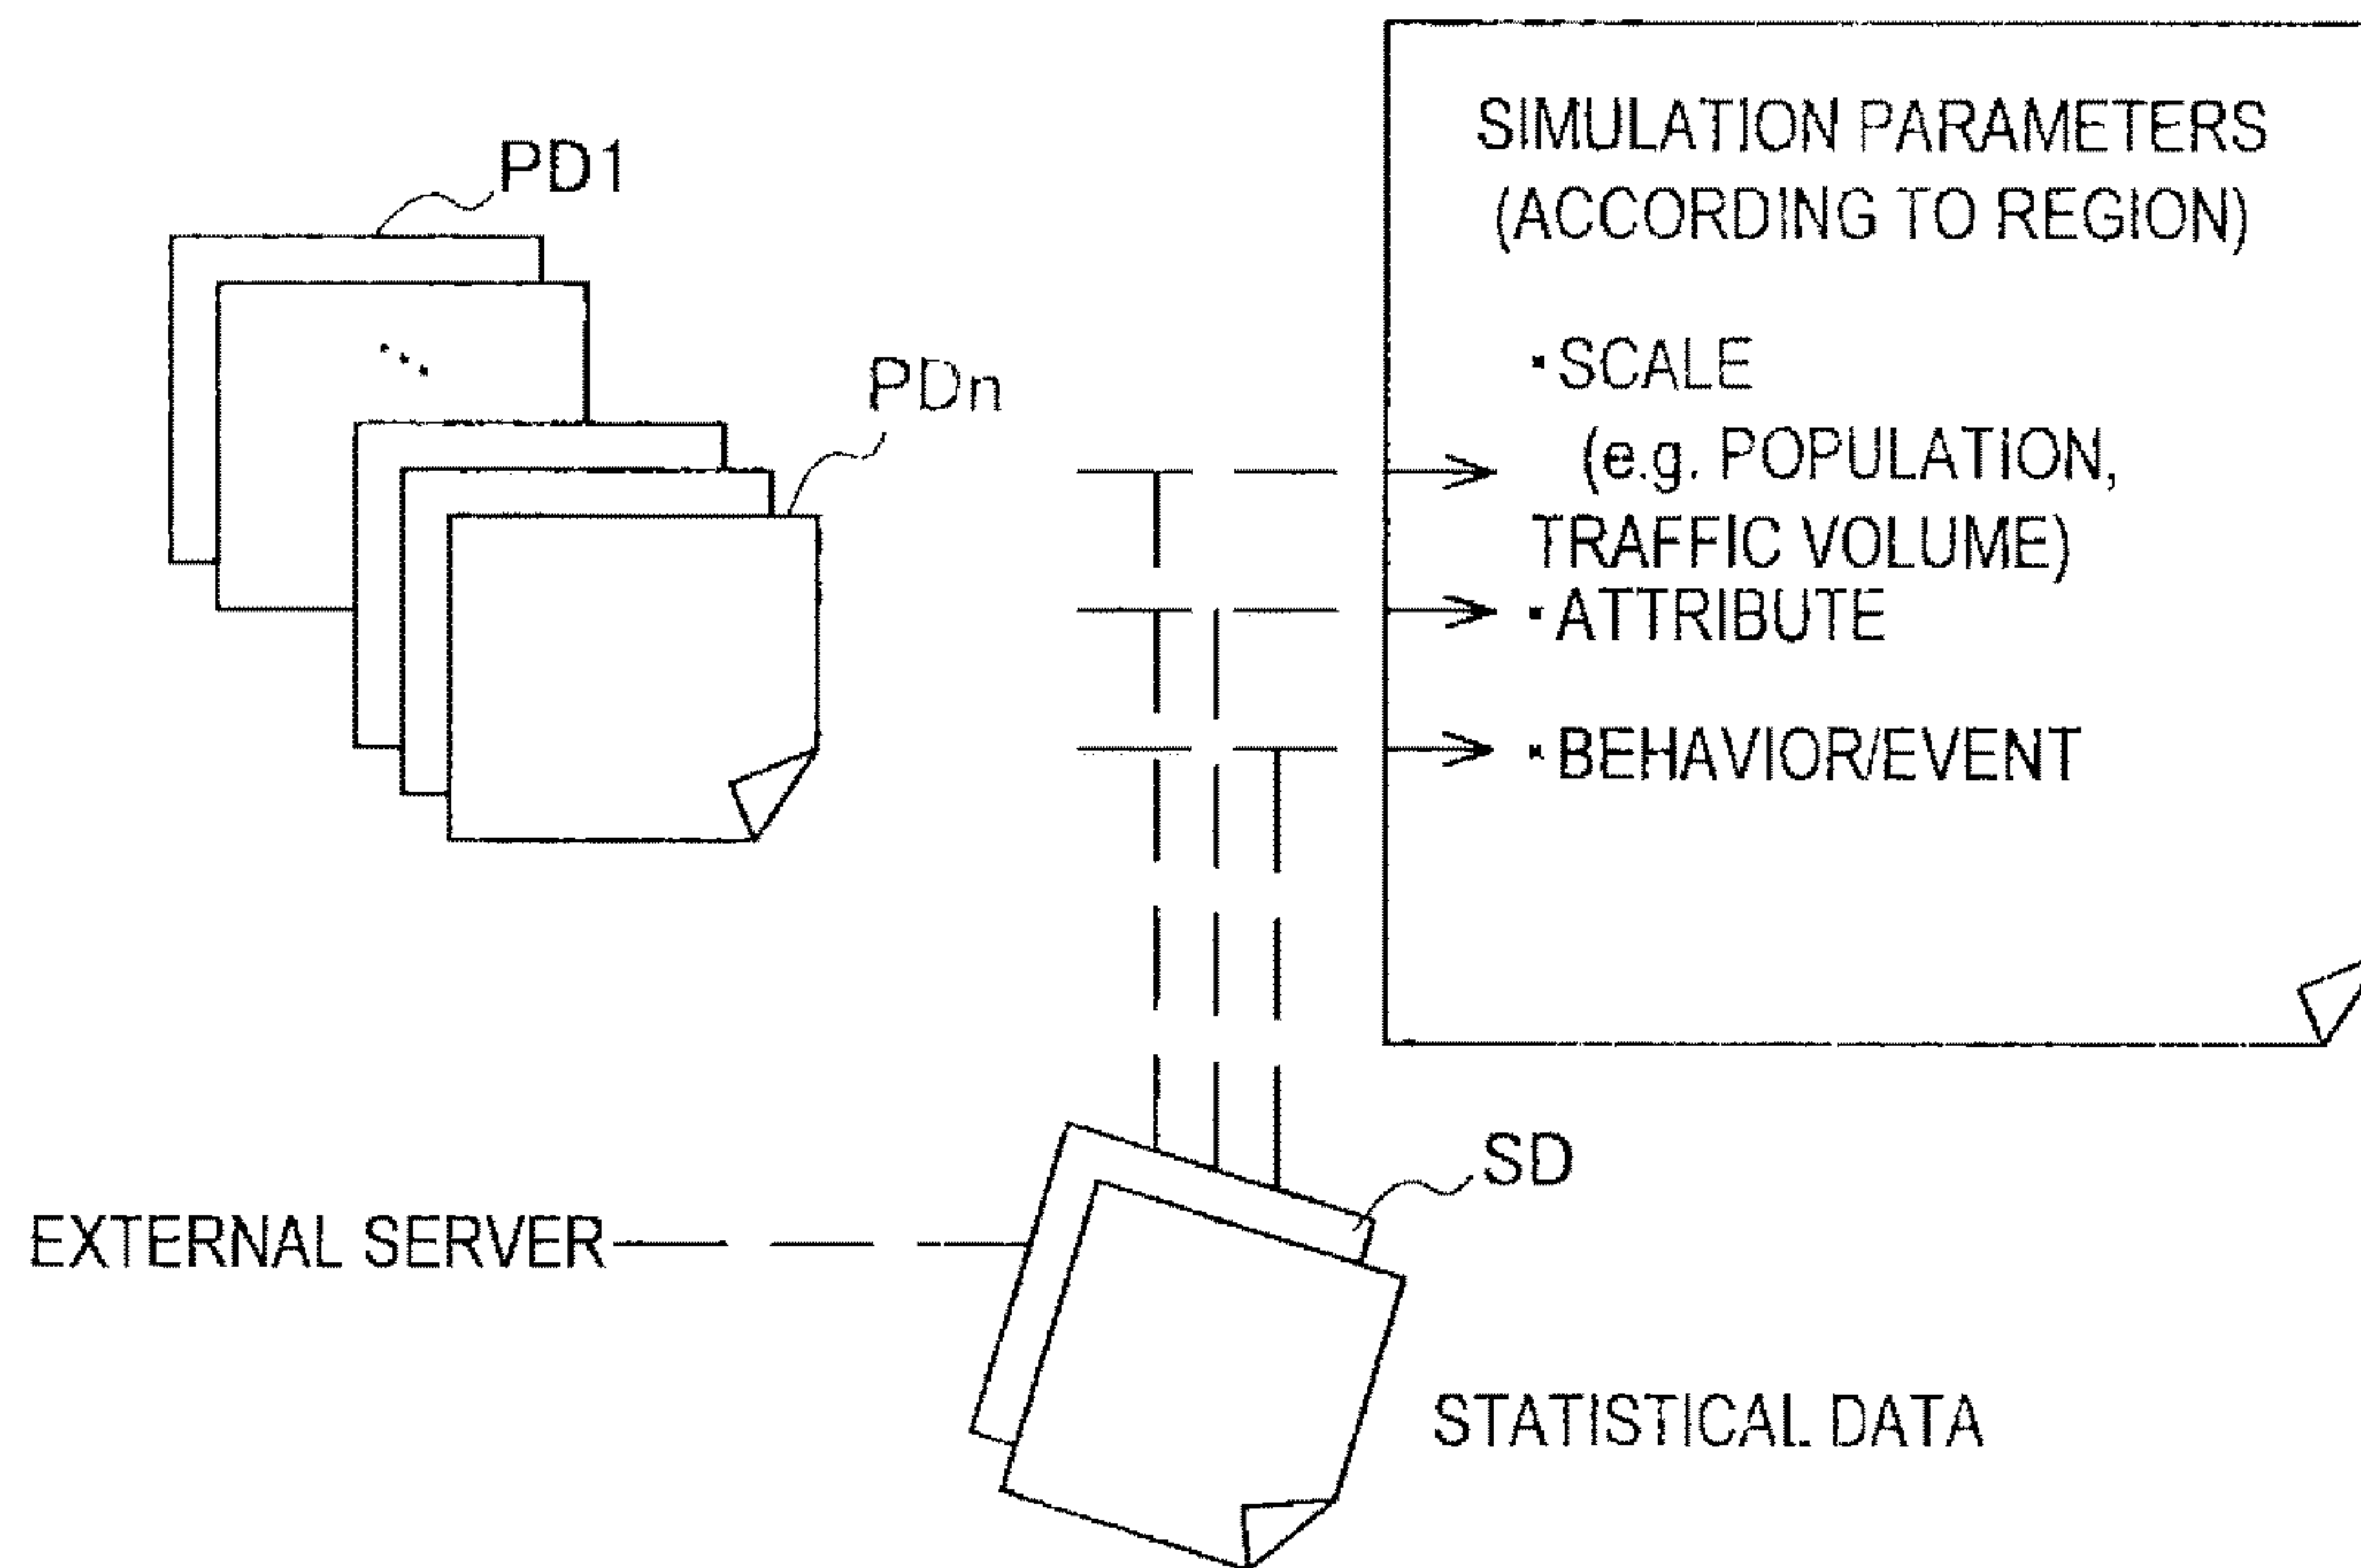 PD1
PDn
SIMULATION PARAMETERS
(ACCORDING TO REGION)
・SCALE
(e.g. POPULATION,
TRAFFIC VOLUME)
・ATTRIBUTE
・BEHAVIOR/EVENT
SD
EXTERNAL SERVER
STATISTICAL DATA